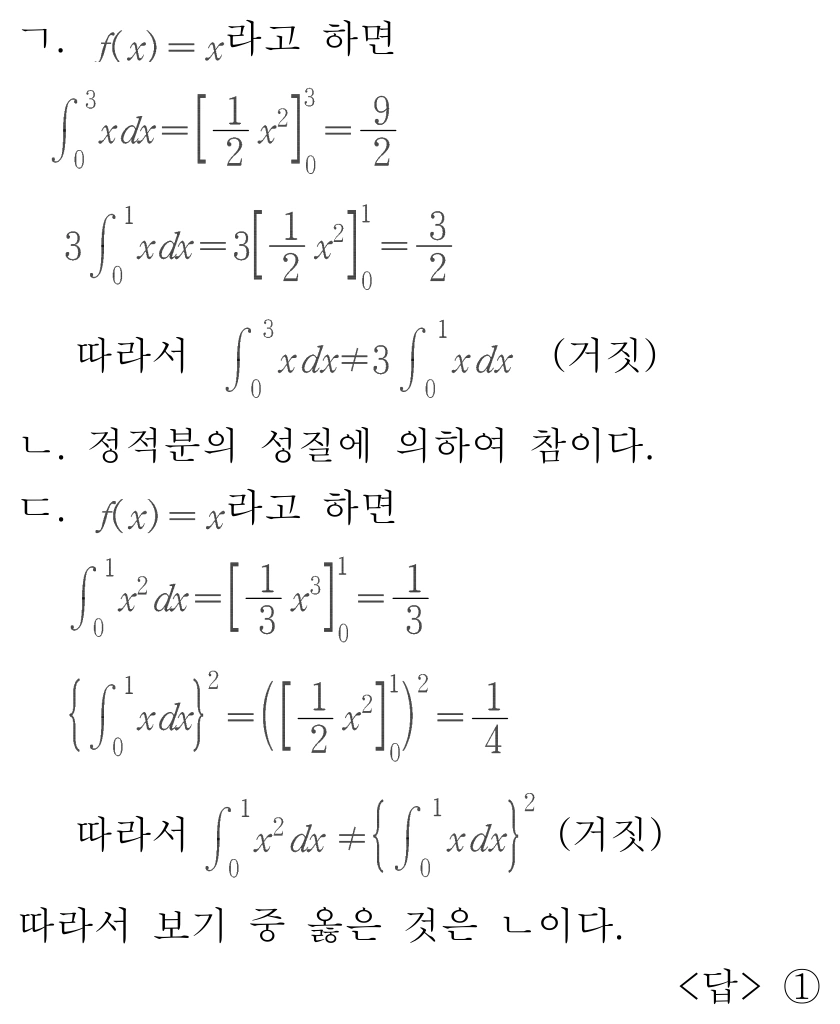 ㄱ. f(x)=x라고 하면
∫₀³ x dx = [1/2 x²]₀³ = 9/2
3∫₀¹ x dx = 3[1/2 x²]₀¹ = 3/2
따라서 ∫₀³ x dx ≠ 3∫₀¹ x dx (거짓)
ㄴ. 정적분의 성질에 의하여 참이다.
ㄷ. f(x)=x라고 하면
∫₀¹ x² dx = [1/3 x³]₀¹ = 1/3
{∫₀¹ x dx}² = ([1/2 x²]₀¹)² = 1/4
따라서 ∫₀¹ x² dx ≠ {∫₀¹ x dx}² (거짓)
따라서 보기 중 옳은 것은 ㄴ이다.
<답> ①